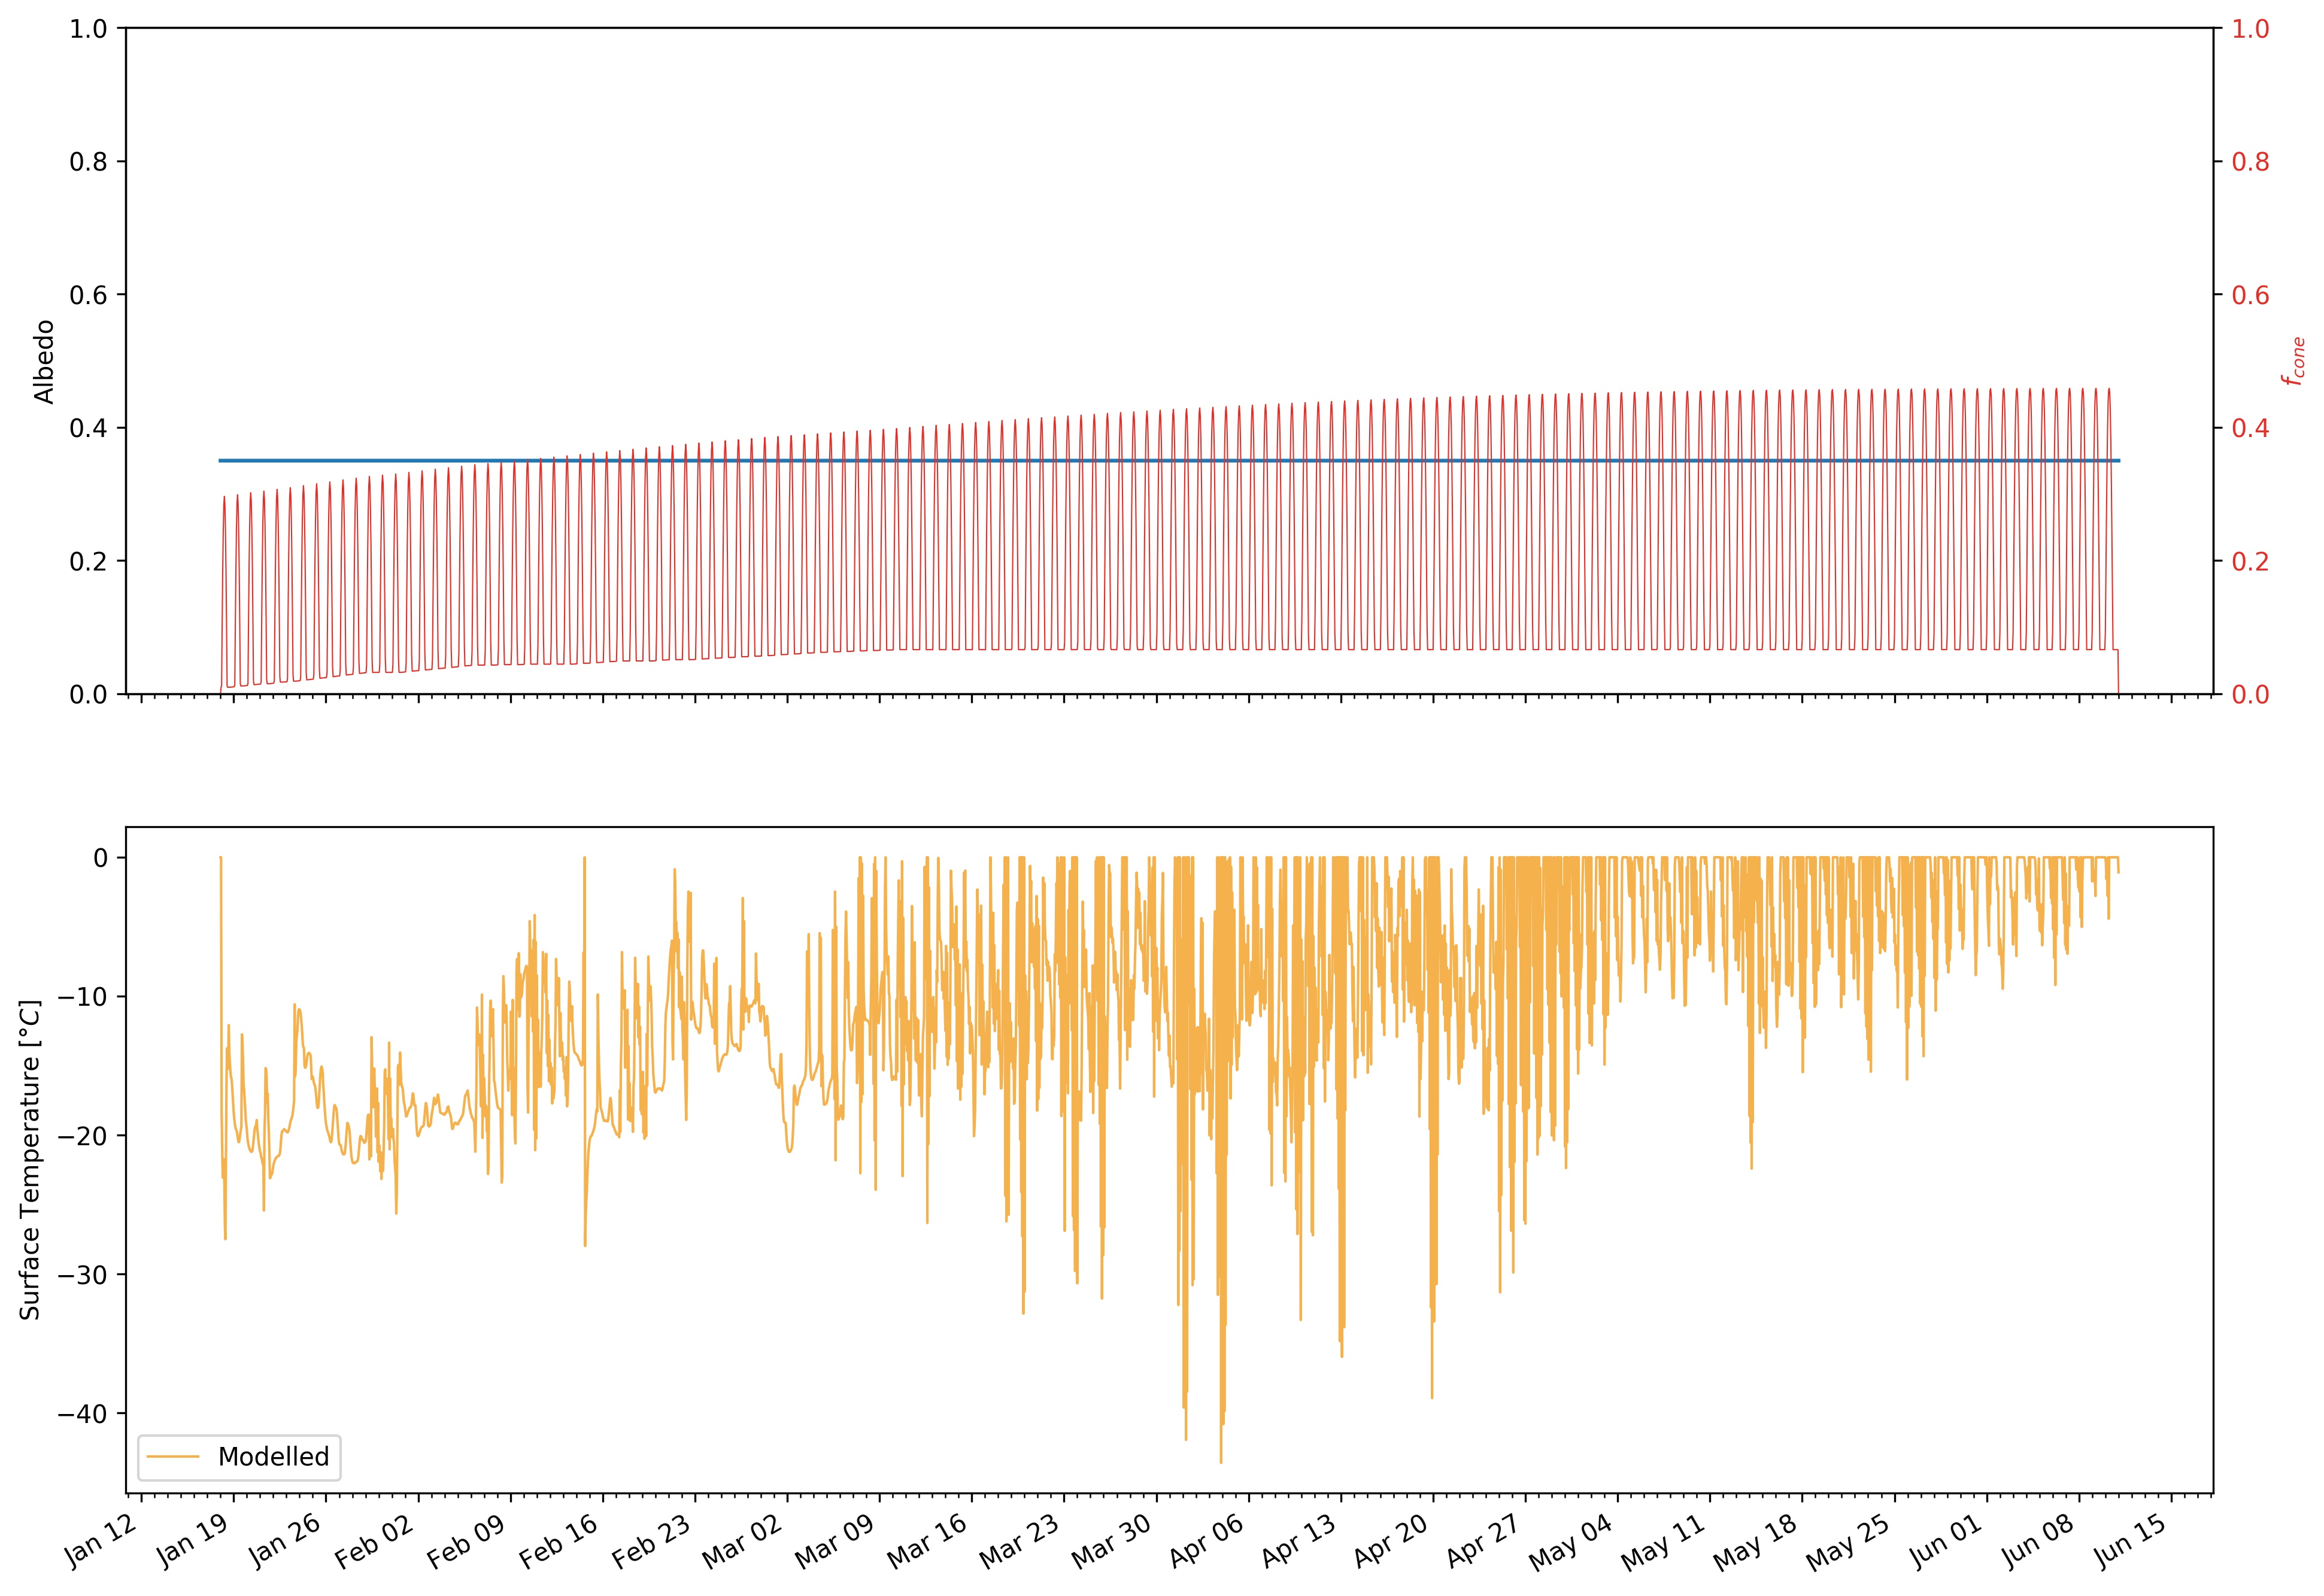 1.0
0.8
0.6
0.4
0.2
0.0
Albedo
1.0
0.8
0.6
0.4
0.2
0.0
fcone
0
−10
−20
−30
−40
Surface Temperature [°C]
Modelled
Jan 12
Jan 19
Jan 26
Feb 02
Feb 09
Feb 16
Feb 23
Mar 02
Mar 09
Mar 16
Mar 23
Mar 30
Apr 06
Apr 13
Apr 20
Apr 27
May 04
May 11
May 18
May 25
Jun 01
Jun 08
Jun 15